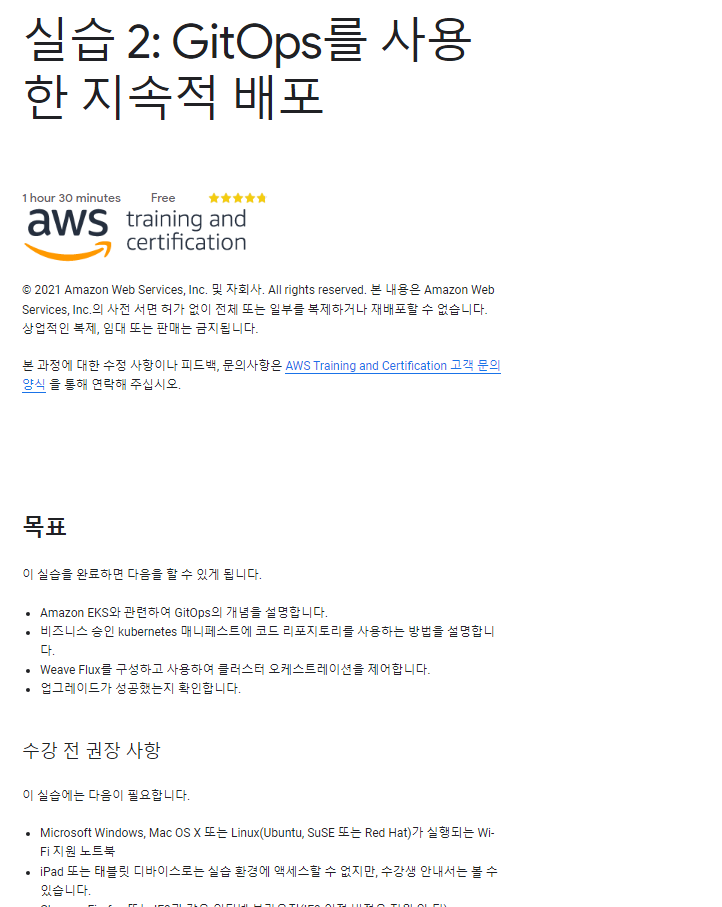 실습 2: GitOps를 사용
한 지속적 배포
1 hour 30 minutes Free
aws training and
certification
© 2021 Amazon Web Services, Inc. 및 자회사. All rights reserved. 본 내용은 Amazon Web
Services, Inc.의 사전 서면 허가 없이 전체 또는 일부를 복제하거나 재배포할 수 없습니다.
상업적인 복제, 임대 또는 판매는 금지됩니다.
본 과정에 대한 수정 사항이나 피드백, 문의사항은 AWS Training and Certification 고객 문의
양식 을 통해 연락해 주십시오.
목표
이 실습을 완료하면 다음을 할 수 있게 됩니다.
• Amazon EKS와 관련하여 GitOps의 개념을 설명합니다.
• 비즈니스 승인 kubernetes 매니페스트에 코드 리포지토리를 사용하는 방법을 설명합니
다.
• Weave Flux를 구성하고 사용하여 클러스터 오케스트레이션을 제어합니다.
• 업그레이드가 성공했는지 확인합니다.
수강 전 권장 사항
이 실습에는 다음이 필요합니다.
• Microsoft Windows, Mac OS X 또는 Linux(Ubuntu, SuSE 또는 Red Hat)가 실행되는 Wi-
Fi 지원 노트북
• iPad 또는 태블릿 디바이스로는 실습 환경에 액세스할 수 없지만, 수강생 안내서는 볼 수
있습니다.